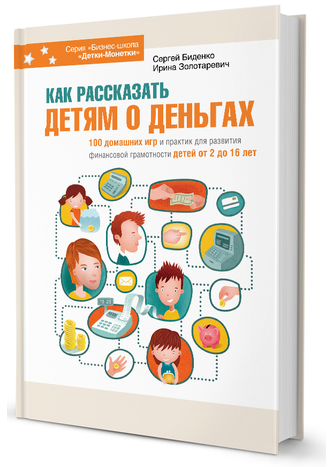 Серия «Бизнес-школа
«Детки-Монетки»
Сергей Биденко
Ирина Золотаревич
КАК РАССКАЗАТЬ
ДЕТЯМ О ДЕНЬГАХ
100 домашних игр и практик для развития
финансовой грамотности детей от 2 до 16 лет